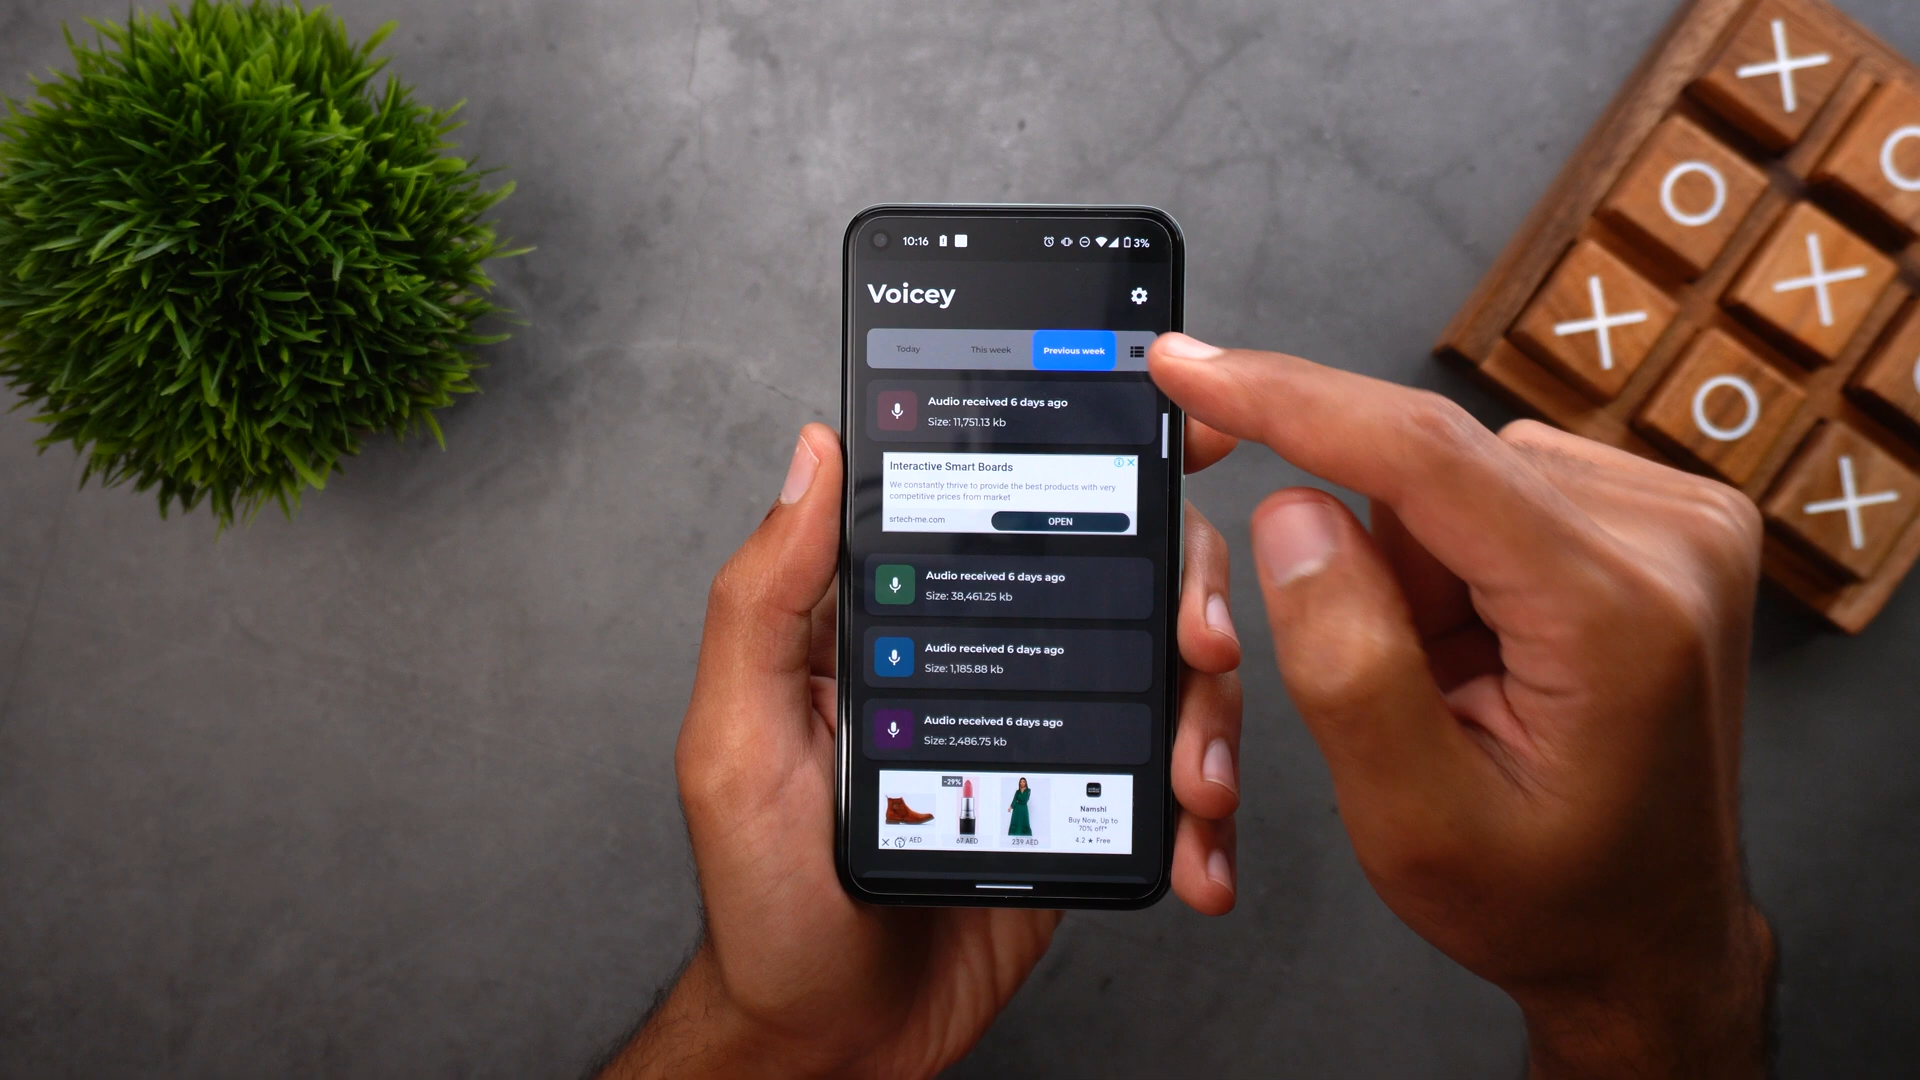 10:16 3%
Voicey
Today This week Previous week
Audio received 6 days ago
Size: 11,751.13 kb
Interactive Smart Boards
We constantly thrive to provide the best products with very
competitive prices from market
srtech-me.com OPEN
Audio received 6 days ago
Size: 38,461.25 kb
Audio received 6 days ago
Size: 1,185.88 kb
Audio received 6 days ago
Size: 2,486.75 kb
-29%
Namshi
Buy Now, Up to
70% off*
AED 67 AED 239 AED 4.2 ★ Free
X O
O X
X O
X